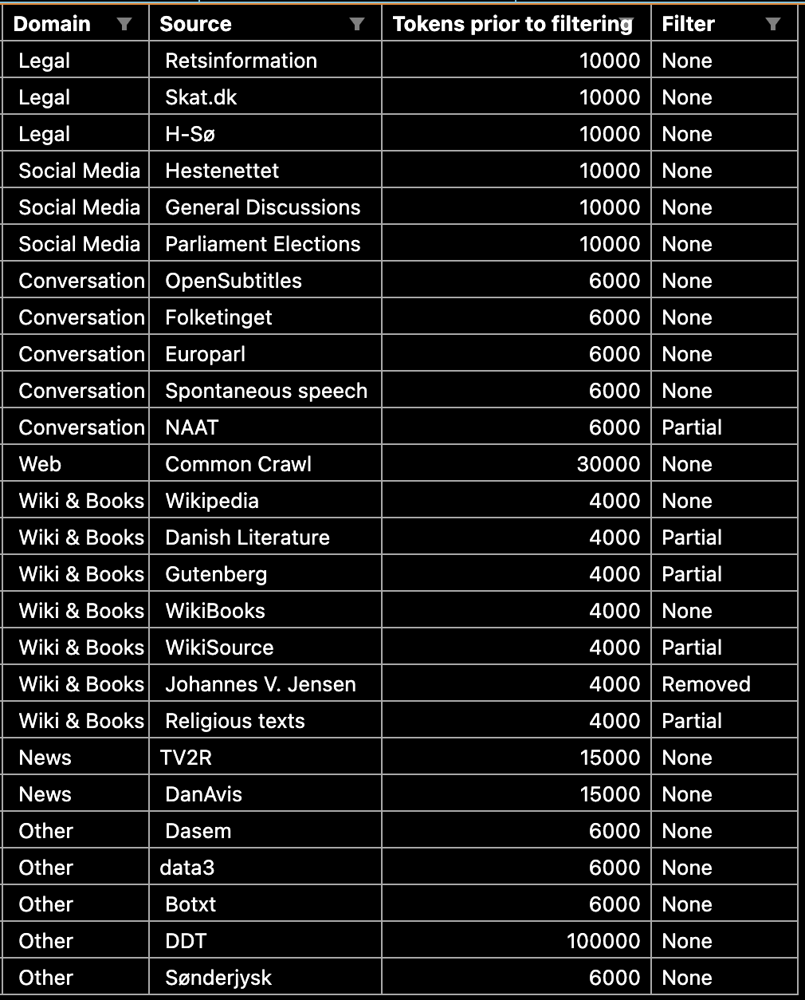 Domain Source Tokens prior to filtering Filter
Legal Retsinformation 10000 None
Legal Skat.dk 10000 None
Legal H-Sø 10000 None
Social Media Hestenettet 10000 None
Social Media General Discussions 10000 None
Social Media Parliament Elections 10000 None
Conversation OpenSubtitles 6000 None
Conversation Folketinget 6000 None
Conversation Europarl 6000 None
Conversation Spontaneous speech 6000 None
Conversation NAAT 6000 Partial
Web Common Crawl 30000 None
Wiki & Books Wikipedia 4000 None
Wiki & Books Danish Literature 4000 Partial
Wiki & Books Gutenberg 4000 Partial
Wiki & Books WikiBooks 4000 None
Wiki & Books WikiSource 4000 Partial
Wiki & Books Johannes V. Jensen 4000 Removed
Wiki & Books Religious texts 4000 Partial
News TV2R 15000 None
News DanAvis 15000 None
Other Dasem 6000 None
Other data3 6000 None
Other Botxt 6000 None
Other DDT 100000 None
Other Sønderjysk 6000 None